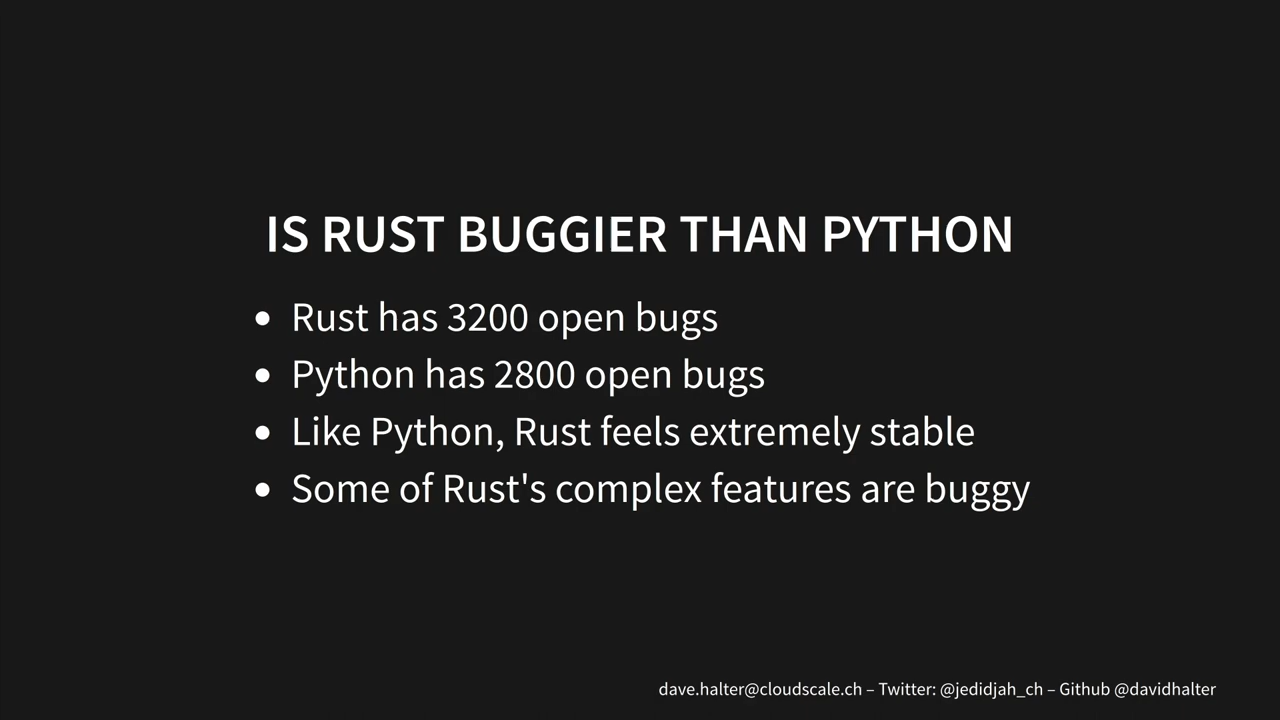 IS RUST BUGGIER THAN PYTHON
• Rust has 3200 open bugs
• Python has 2800 open bugs
• Like Python, Rust feels extremely stable
• Some of Rust's complex features are buggy
dave.halter@cloudscale.ch – Twitter: @jedidjah_ch – Github @davidhalter